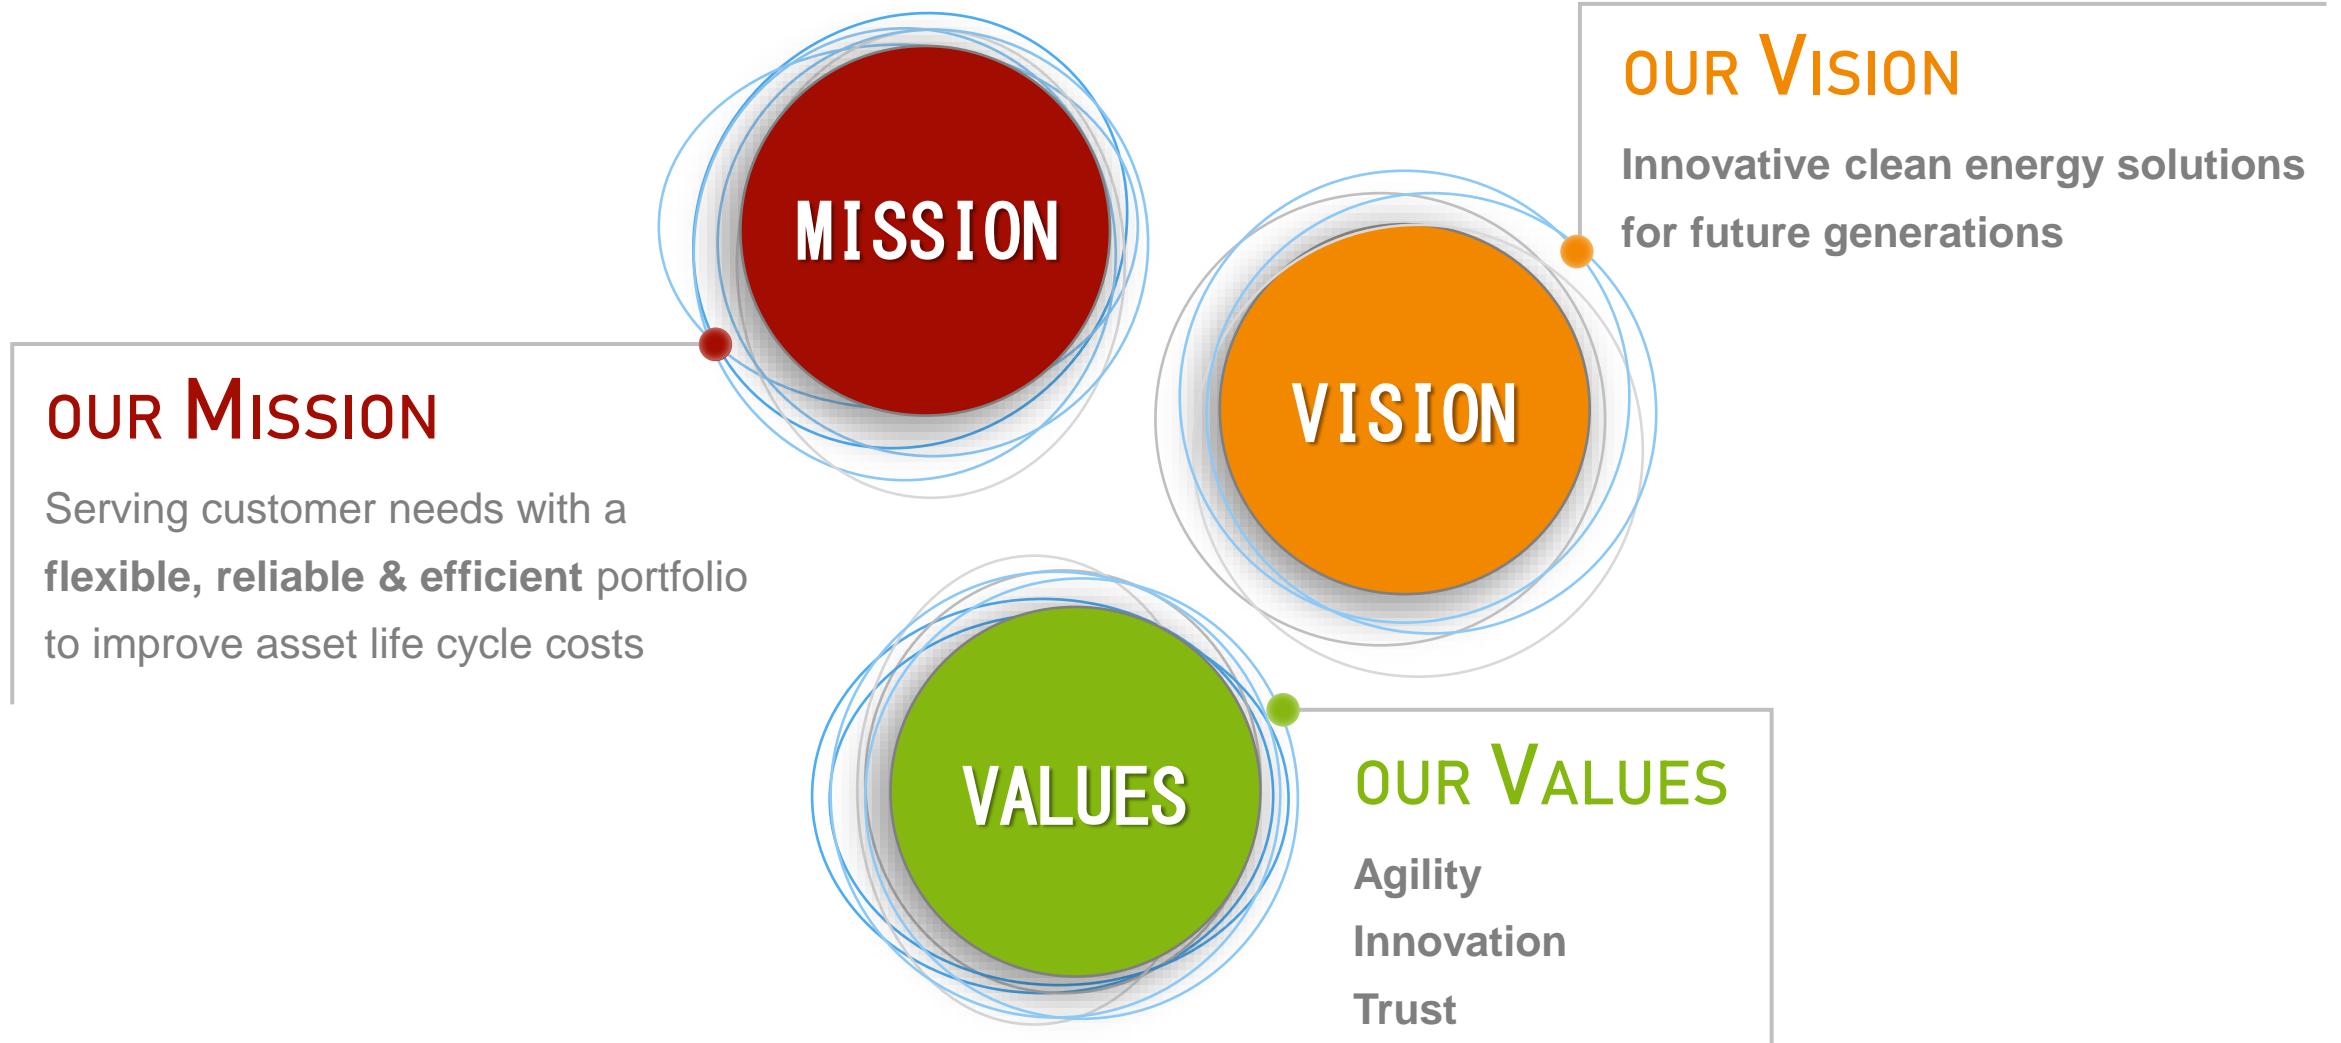 MISSION
OUR MISSION
Serving customer needs with a
flexible, reliable & efficient portfolio
to improve asset life cycle costs
VISION
OUR VISION
Innovative clean energy solutions
for future generations
VALUES
OUR VALUES
Agility
Innovation
Trust